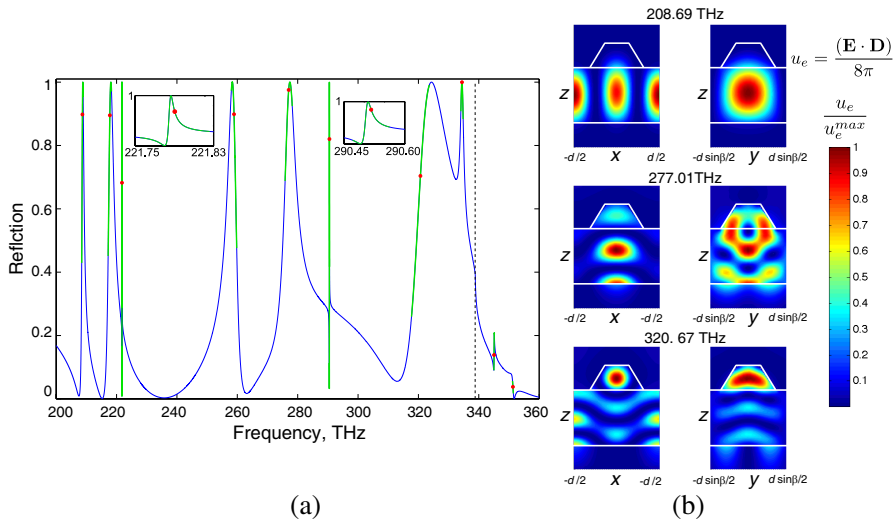 Reflction
1
0.8
0.6
0.4
0.2
0
200 220 240 260 280 300 320 340 360
Frequency, THz
1
221.75 221.83
1
290.45 290.60
(a)
208.69 THz
z
-d/2 x d/2
-d sinβ/2 y d sinβ/2
277.01THz
z z
-d/2 x d/2
-d sinβ/2 y d sinβ/2
320. 67 THz
z z
-d/2 x d/2
-d sinβ/2 y d sinβ/2
u_e = (E · D) / 8π
u_e / u_e^max
1
0.9
0.8
0.7
0.6
0.5
0.4
0.3
0.2
0.1
(b)